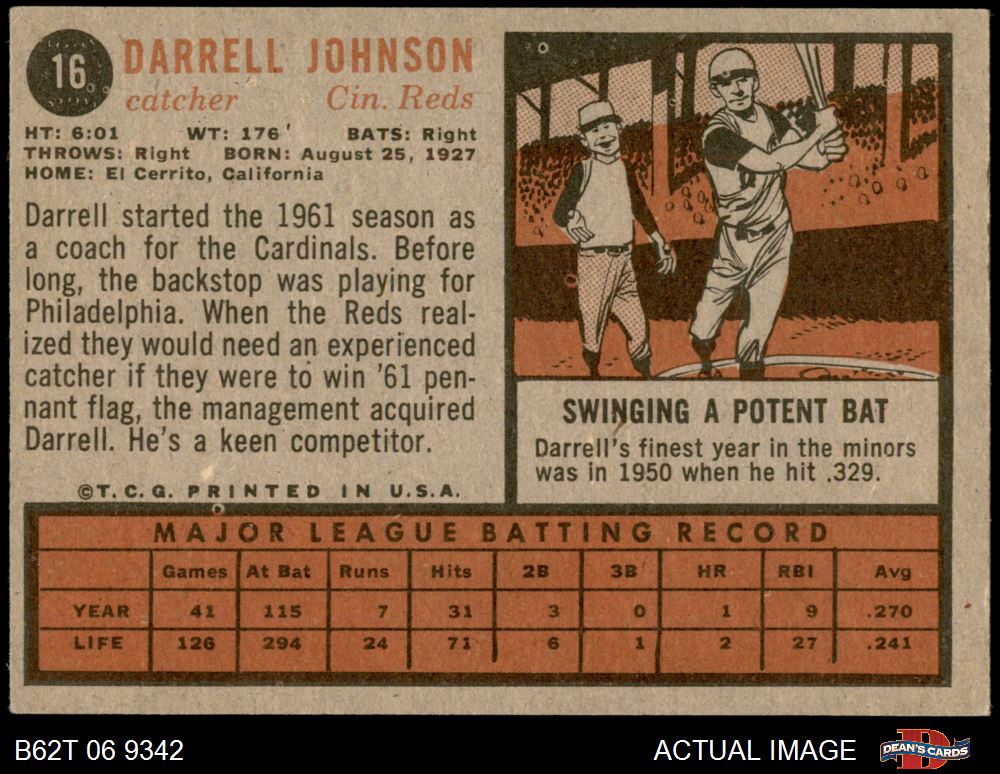 16
DARRELL JOHNSON
catcher Cin. Reds
HT: 6:01 WT: 176 BATS: Right
THROWS: Right BORN: August 25, 1927
HOME: El Cerrito, California
Darrell started the 1961 season as
a coach for the Cardinals. Before
long, the backstop was playing for
Philadelphia. When the Reds real-
ized they would need an experienced
catcher if they were to win '61 pen-
nant flag, the management acquired
Darrell. He's a keen competitor.
©T.C.G. PRINTED IN U.S.A.
SWINGING A POTENT BAT
Darrell's finest year in the minors
was in 1950 when he hit .329.
MAJOR LEAGUE BATTING RECORD
Games At Bat Runs Hits 2B 3B HR RBI Avg
YEAR 41 115 7 31 3 0 1 9 .270
LIFE 126 294 24 71 6 1 2 27 .241
B62T 06 9342 ACTUAL IMAGE DEAN'S CARDS